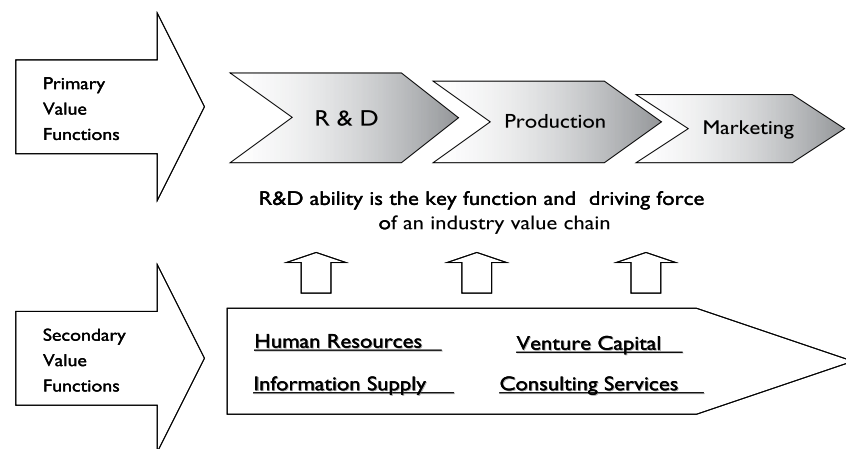 Primary
Value
Functions
R & D
Production
Marketing
R&D ability is the key function and driving force
of an industry value chain
Secondary
Value
Functions
Human Resources
Venture Capital
Information Supply
Consulting Services